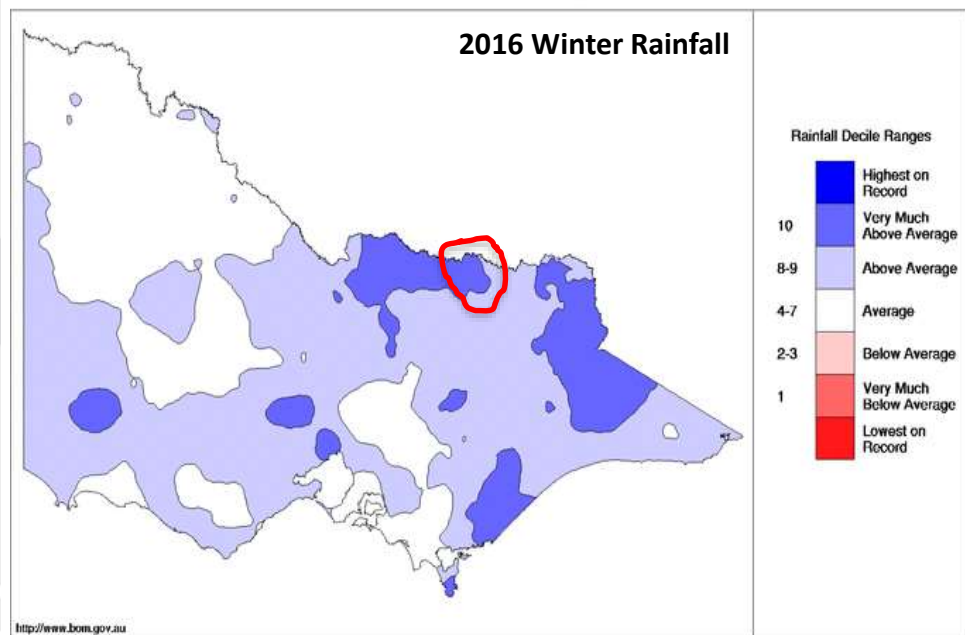 2016 Winter Rainfall
Rainfall Decile Ranges
Highest on
Record
10
Very Much
Above Average
8-9
Above Average
4-7
Average
2-3
Below Average
1
Very Much
Below Average
Lowest on
Record
http://www.bom.gov.au